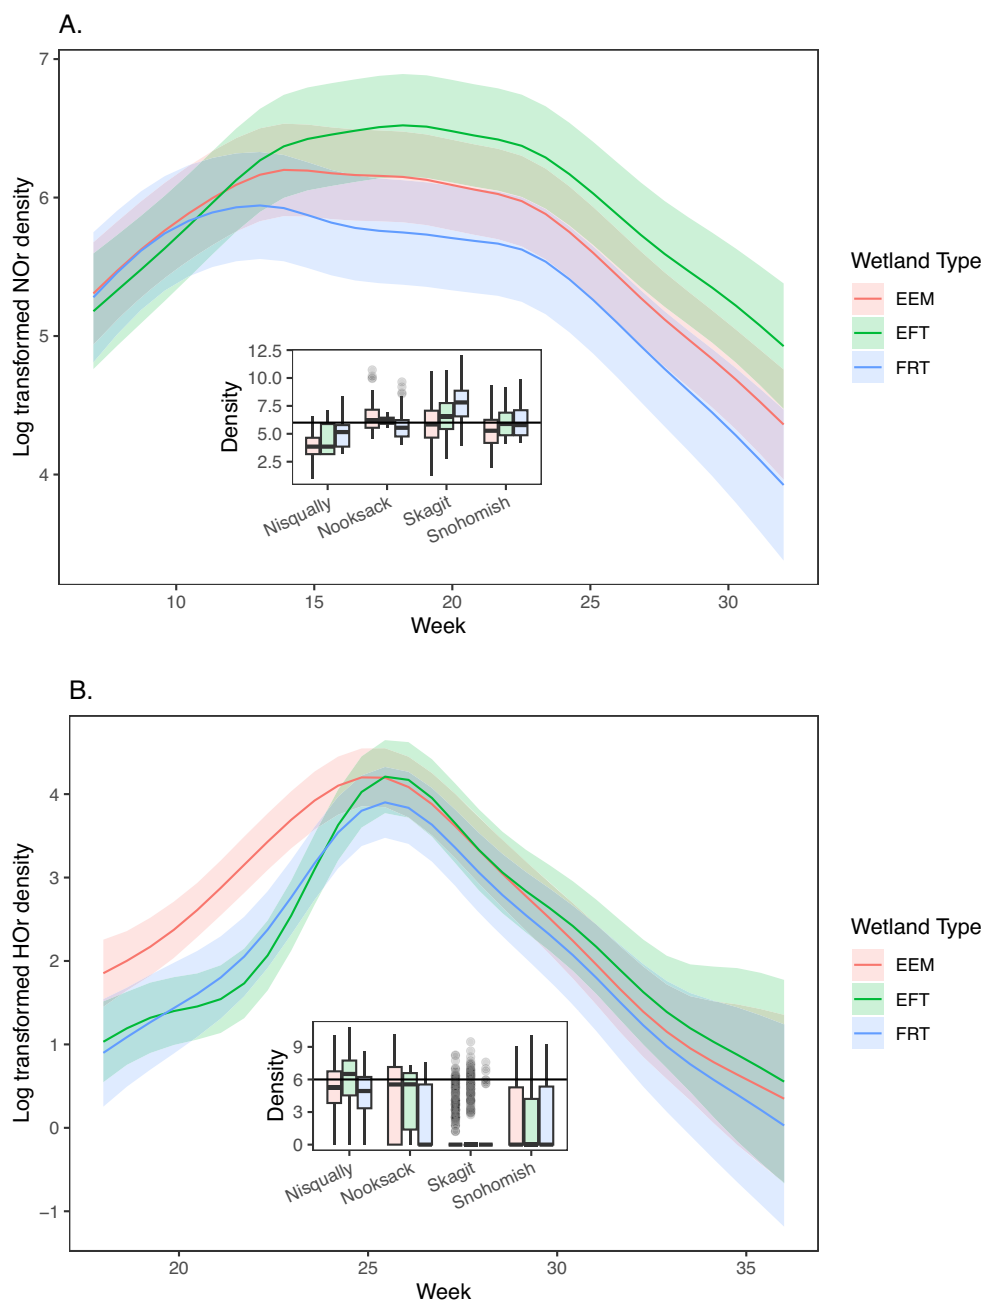 A.
Log transformed NOr density
7
6
5
4
10 15 20 25 30
Week
Density
12.5
10.0
7.5
5.0
2.5
Nisqually Nooksack Skagit Snohomish
Wetland Type
EEM
EFT
FRT
B.
Log transformed HOr density
4
3
2
1
0
−1
20 25 30 35
Week
Density
9
6
3
0
Nisqually Nooksack Skagit Snohomish
Wetland Type
EEM
EFT
FRT